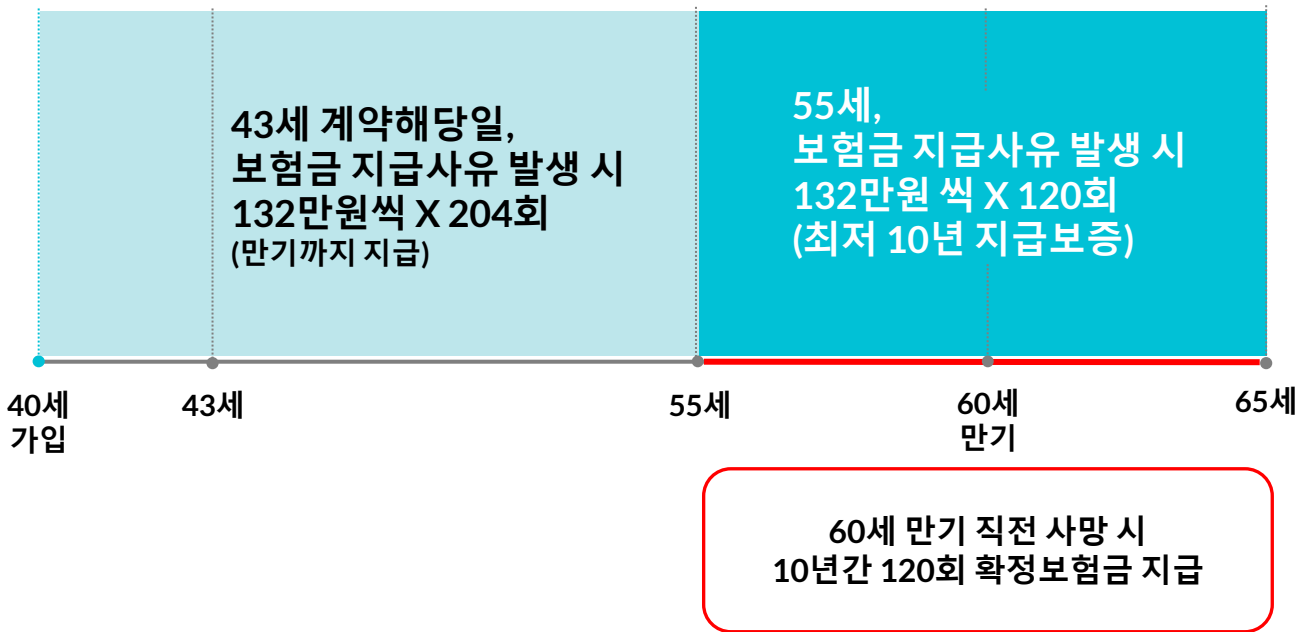 43세 계약해당일,
보험금 지급사유 발생 시
132만원씩 X 204회
(만기까지 지급)
55세,
보험금 지급사유 발생 시
132만원 씩 X 120회
(최저 10년 지급보증)
40세
가입
43세
55세
60세
만기
65세
60세 만기 직전 사망 시
10년간 120회 확정보험금 지급